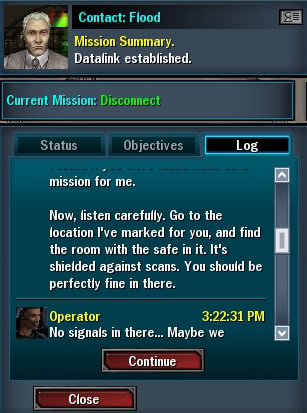 Contact: Flood
Mission Summary.
Datalink established.
Current Mission: Disconnect
Status
Objectives
Log
mission for me.
Now, listen carefully. Go to the
location I've marked for you, and find
the room with the safe in it. It's
shielded against scans. You should be
perfectly fine in there.
Operator 3:22:31 PM
No signals in there... Maybe we
Continue
Close